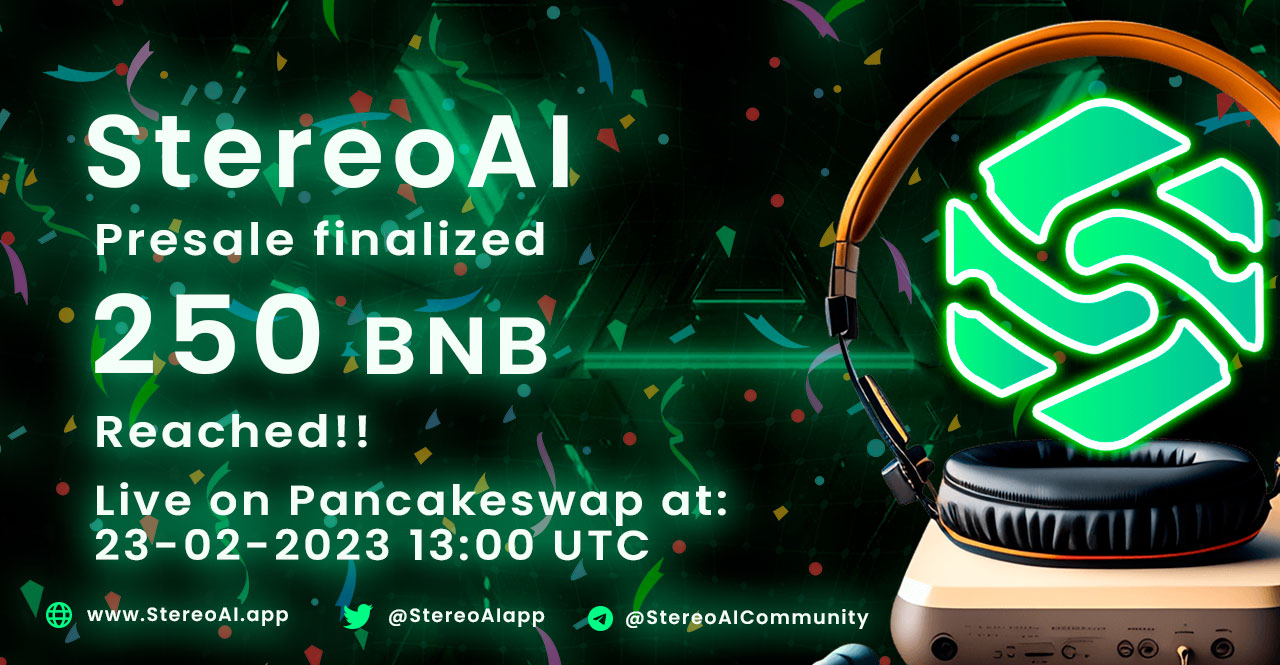 StereoAI
Presale finalized
250 BNB
Reached!!
Live on Pancakeswap at:
23-02-2023 13:00 UTC
www.StereoAI.app @StereoAIapp @StereoAICommunity